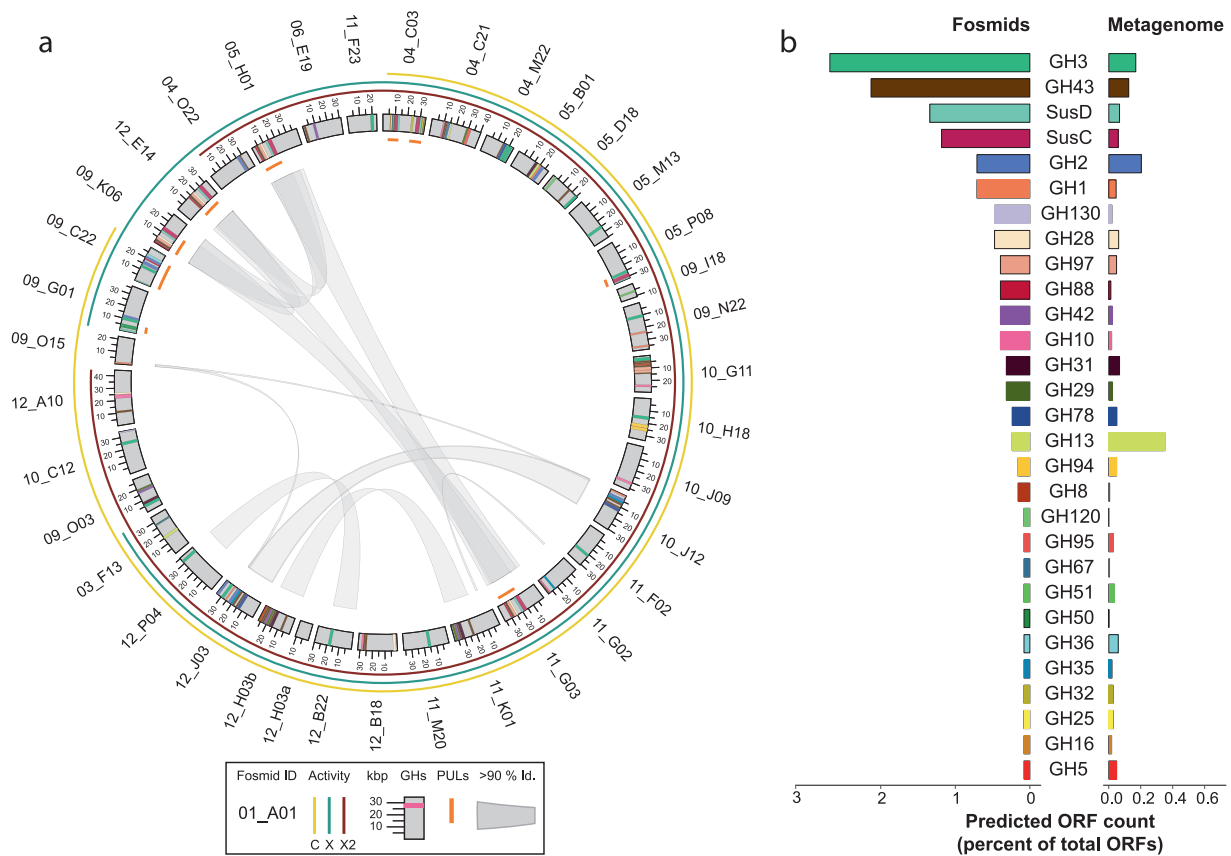 a
04_C03
04_C21
04_M22
05_B01
05_D18
05_M13
05_P08
09_I18
09_N22
10_G11
10_H18
10_J09
10_J12
11_F02
11_G02
11_G03
11_K01
11_M20
12_B18
12_B22
12_H03a
12_H03b
12_J03
12_P04
03_F13
09_O03
10_C12
12_A10
09_O15
09_G01
09_C22
09_K06
12_E14
04_O22
05_H01
06_E19
11_F23
Fosmid ID Activity kbp GHs PULs >90 % Id.
01_A01
30
20
10
C X X2
b
Fosmids Metagenome
GH3
GH43
SusD
SusC
GH2
GH1
GH130
GH28
GH97
GH88
GH42
GH10
GH31
GH29
GH78
GH13
GH94
GH8
GH120
GH95
GH67
GH51
GH50
GH36
GH35
GH32
GH25
GH16
GH5
3 2 1 0 0.0 0.2 0.4 0.6
Predicted ORF count
(percent of total ORFs)